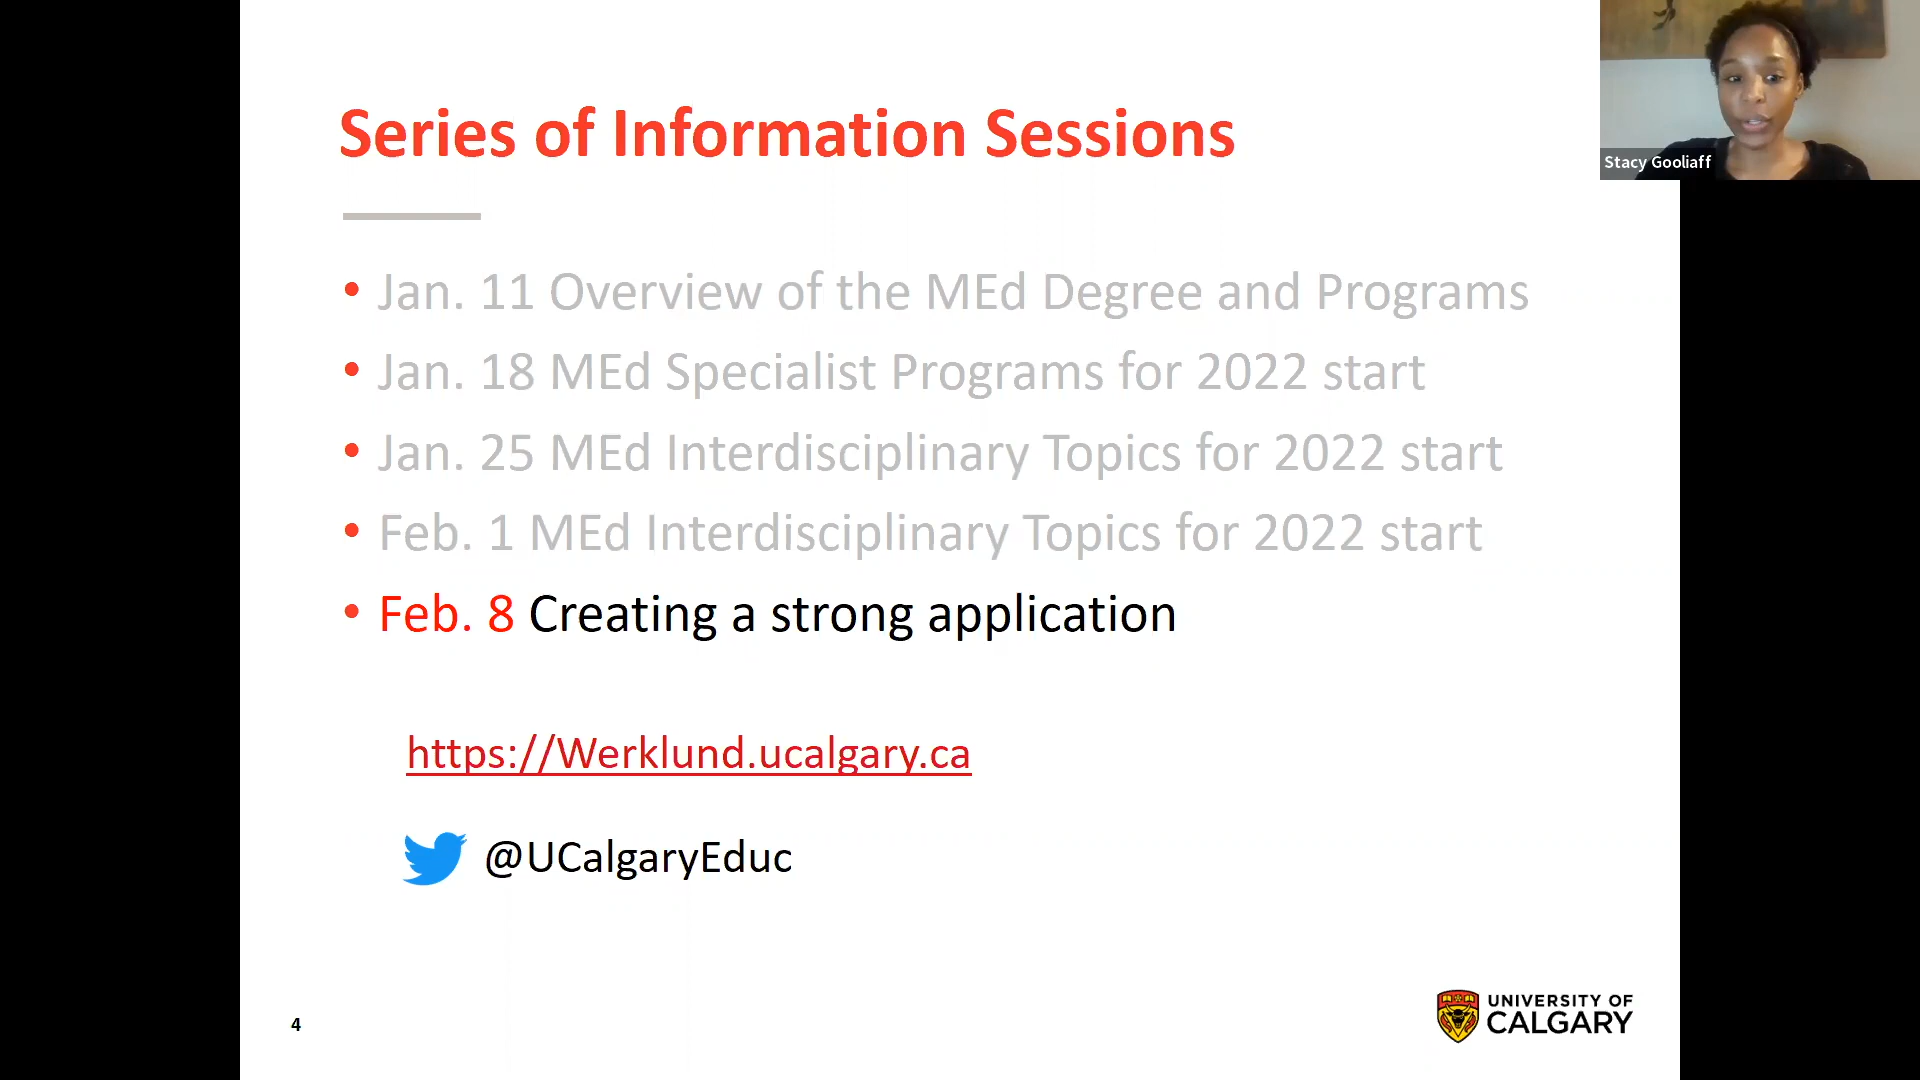 Series of Information Sessions
Stacy Gooliaff
• Jan. 11 Overview of the MEd Degree and Programs
• Jan. 18 MEd Specialist Programs for 2022 start
• Jan. 25 MEd Interdisciplinary Topics for 2022 start
• Feb. 1 MEd Interdisciplinary Topics for 2022 start
• Feb. 8 Creating a strong application
https://Werklund.ucalgary.ca
@UCalgaryEduc
4
UNIVERSITY OF
CALGARY